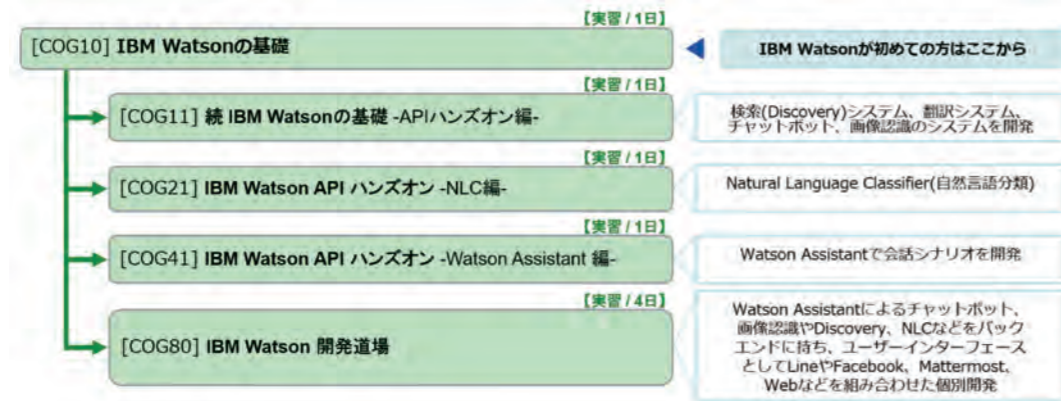 【実習 / 1日】
[COG10] IBM Watsonの基礎
IBM Watsonが初めての方はここから
【実習 / 1日】
[COG11] 続 IBM Watsonの基礎 -APIハンズオン編-
検索(Discovery)システム、翻訳システム、
チャットボット、画像認識のシステムを開発
【実習 / 1日】
[COG21] IBM Watson API ハンズオン -NLC編-
Natural Language Classifier(自然言語分類)
【実習 / 1日】
[COG41] IBM Watson API ハンズオン -Watson Assistant 編-
Watson Assistantで会話シナリオを開発
【実習 / 4日】
[COG80] IBM Watson 開発道場
Watson Assistantによるチャットボット、
画像認識やDiscovery、NLCなどをバック
エンドに持ち、ユーザーインターフェース
としてLineやFacebook、Mattermost、
Webなどを組み合わせた個別開発